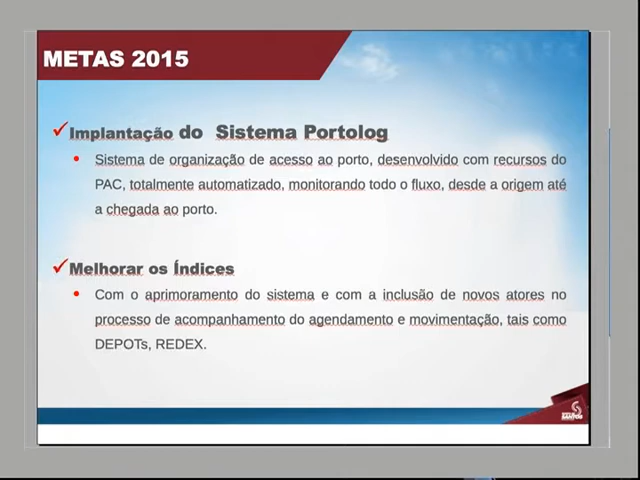 METAS 2015
Implantação do Sistema Portolog
Sistema de organização de acesso ao porto, desenvolvido com recursos do
PAC, totalmente automatizado, monitorando todo o fluxo, desde a origem até
a chegada ao porto.
Melhorar os Índices
Com o aprimoramento do sistema e com a inclusão de novos atores no
processo de acompanhamento do agendamento e movimentação, tais como
DEPOTs, REDEX.
SANTOS